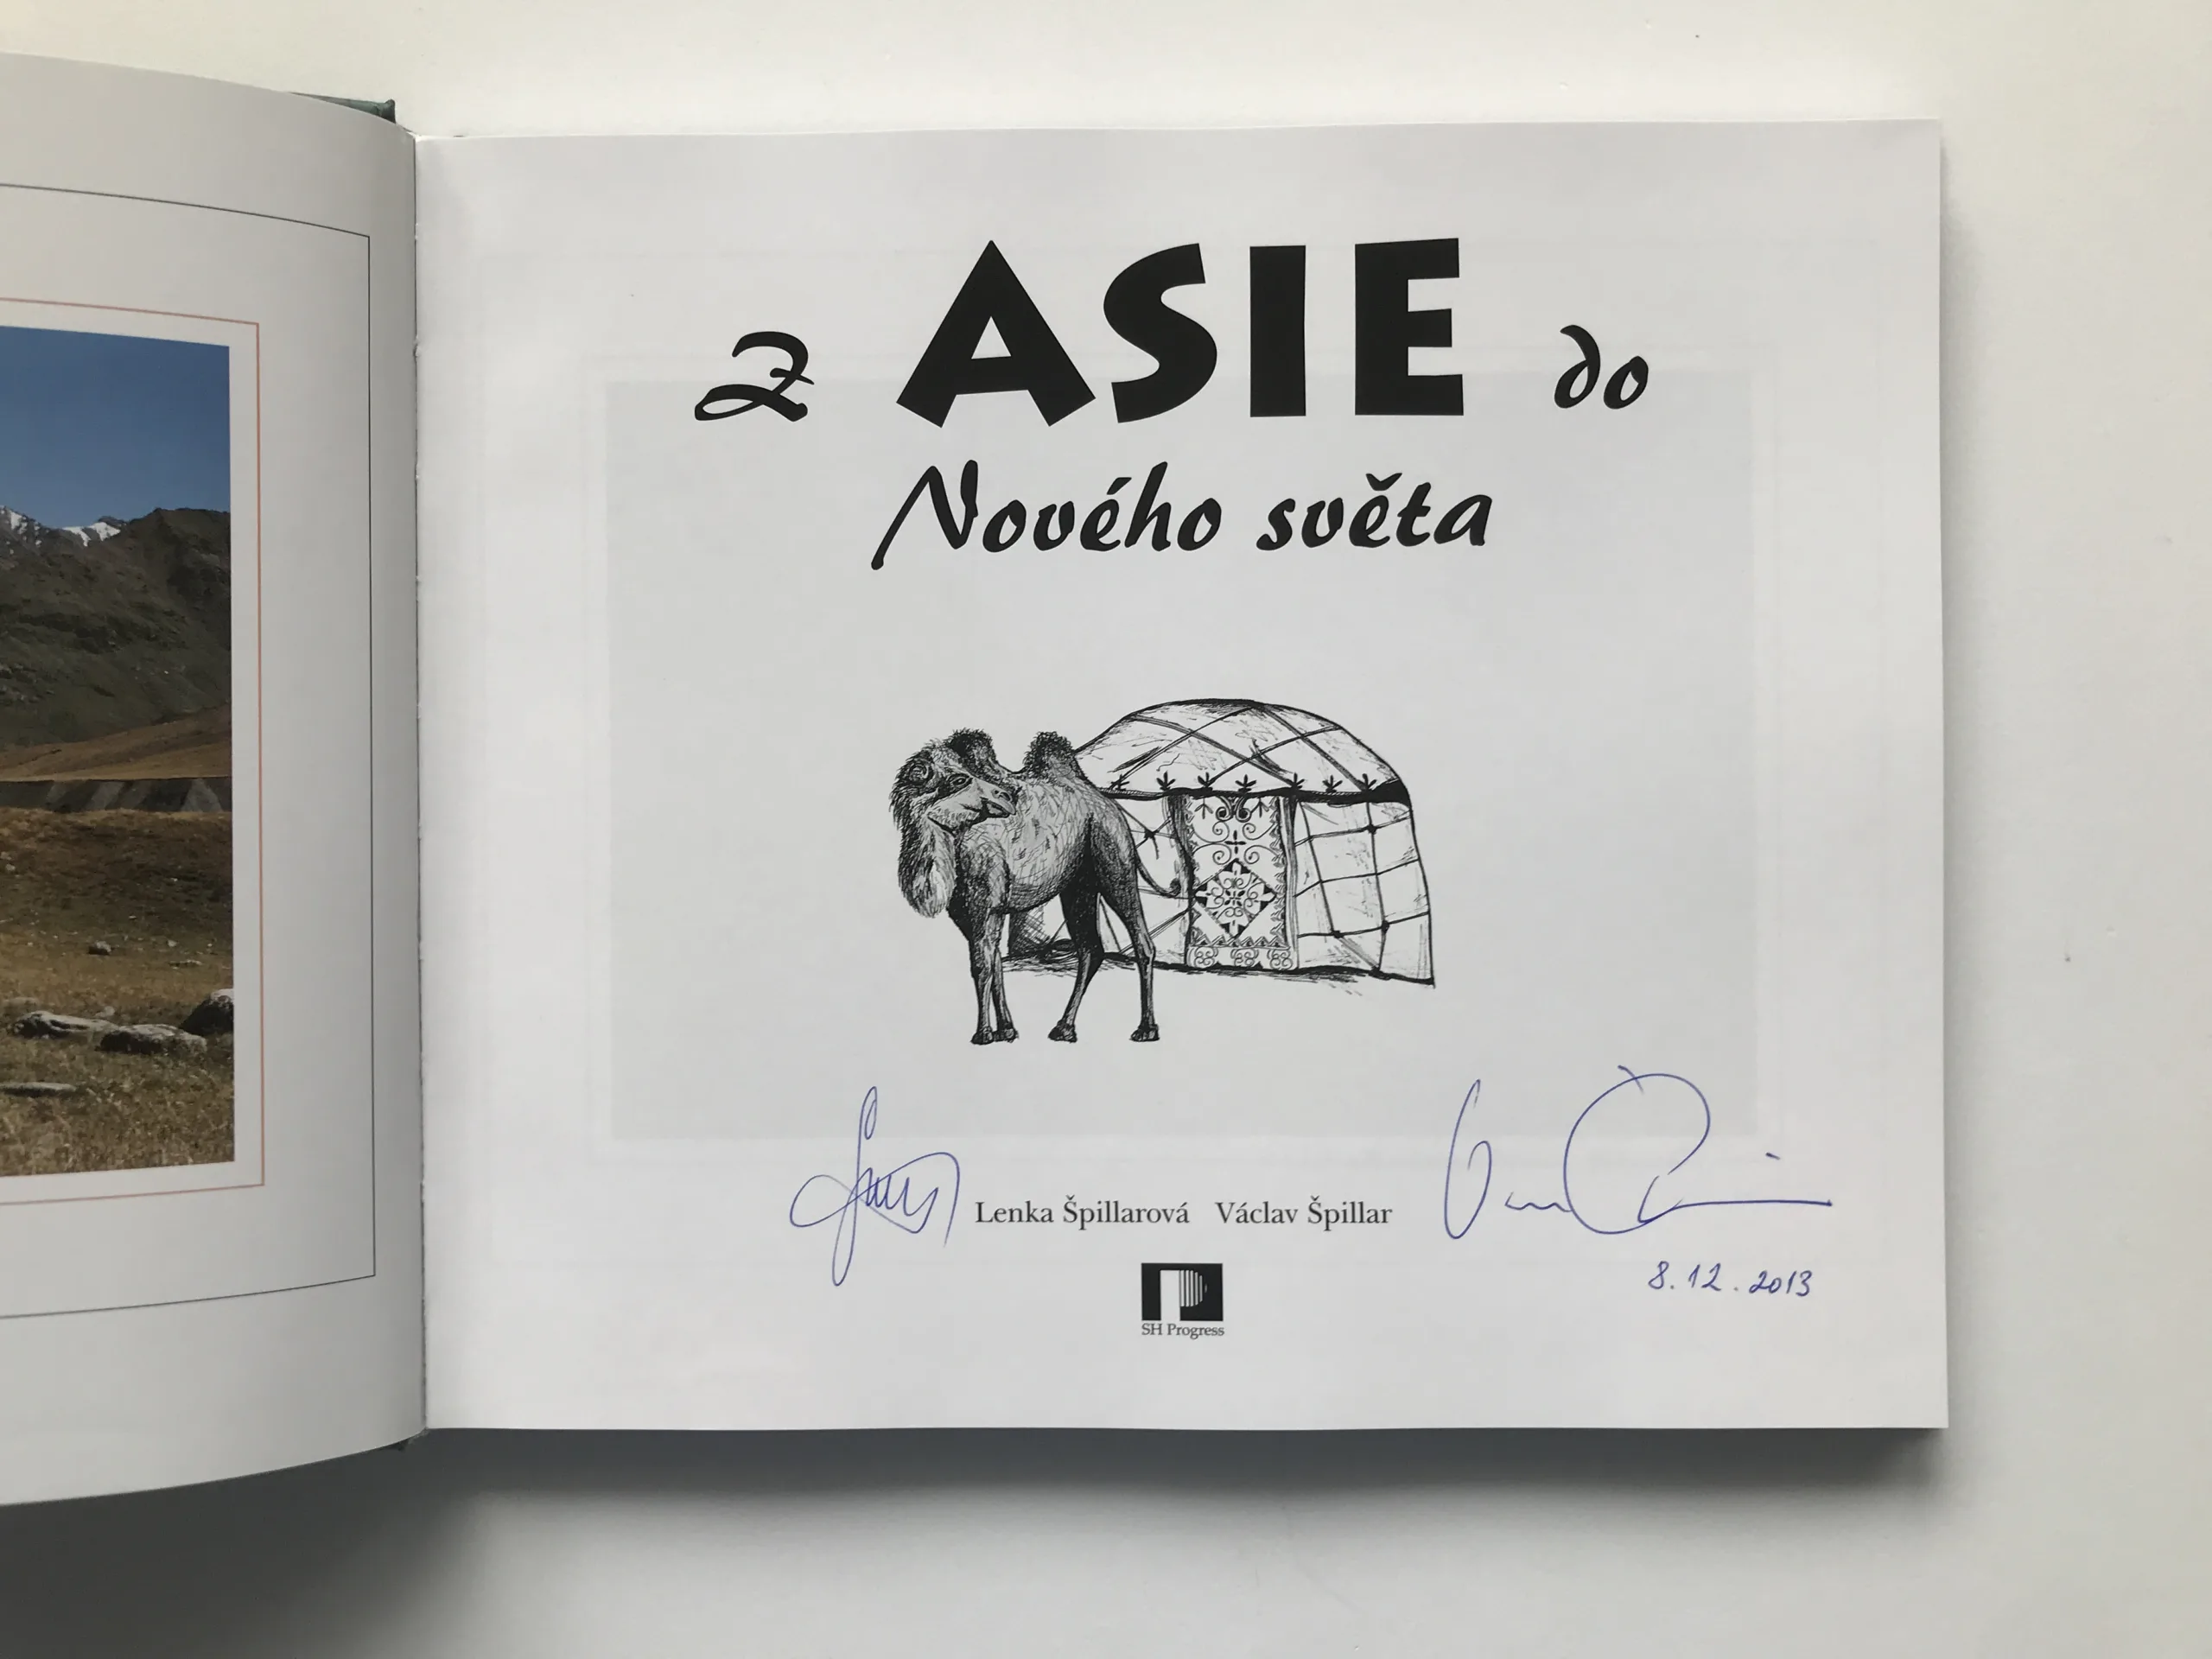 Z ASIE do
Nového světa
Lenka Špillarová Václav Špillar
SH Progress
8.12.2013